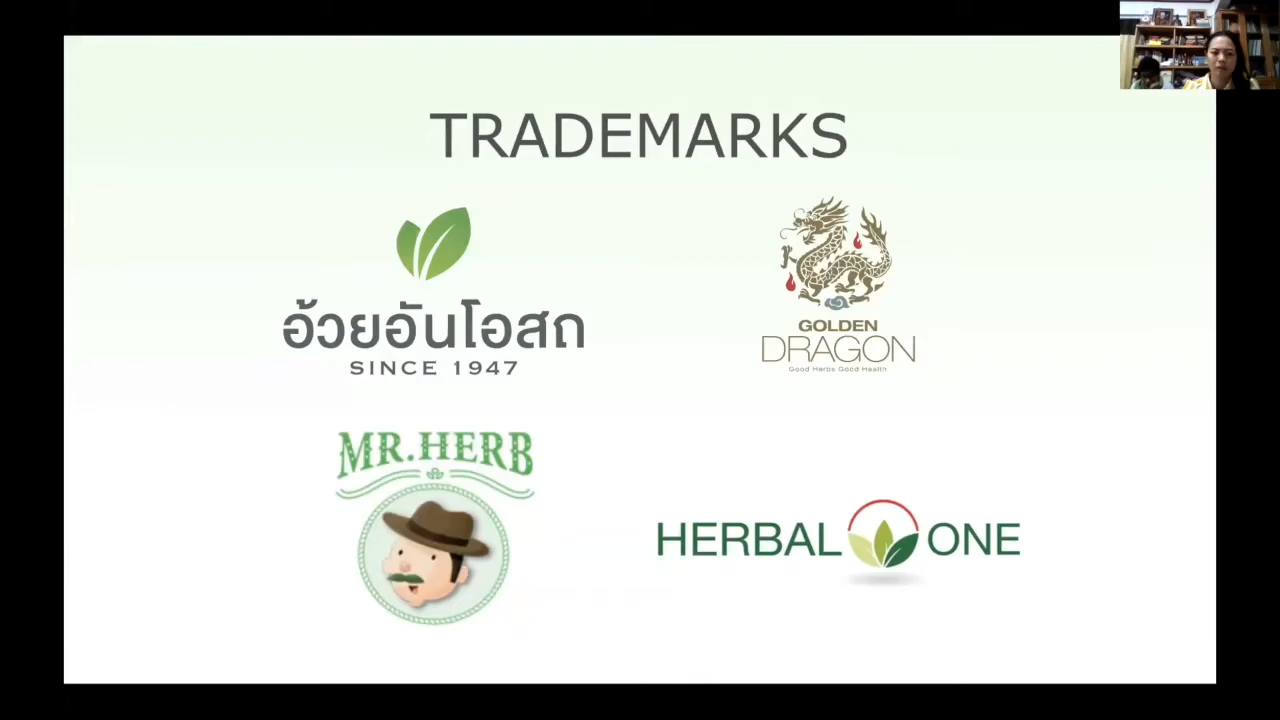 TRADEMARKS
อ้วยอันโอสถ
SINCE 1947
GOLDEN
DRAGON
Good Herbs Good Health
MR.HERB
HERBAL ONE